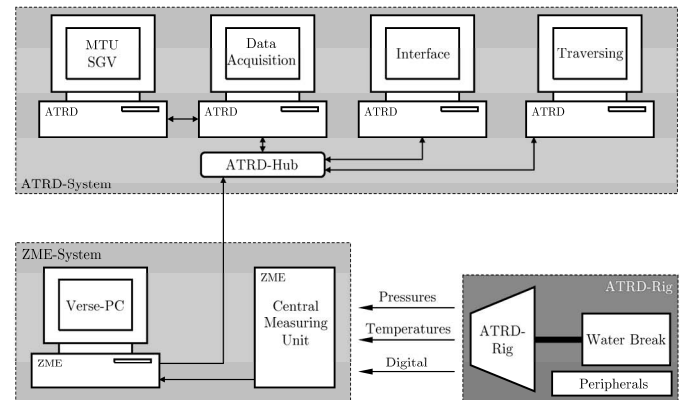 MTU
SGV
Data
Acquisition
Interface
Traversing
ATRD
ATRD
ATRD
ATRD
ATRD-Hub
ATRD-System
ZME-System
Verse-PC
ZME
ZME
Central
Measuring
Unit
Pressures
Temperatures
Digital
ATRD-Rig
ATRD-
Rig
Water Break
Peripherals